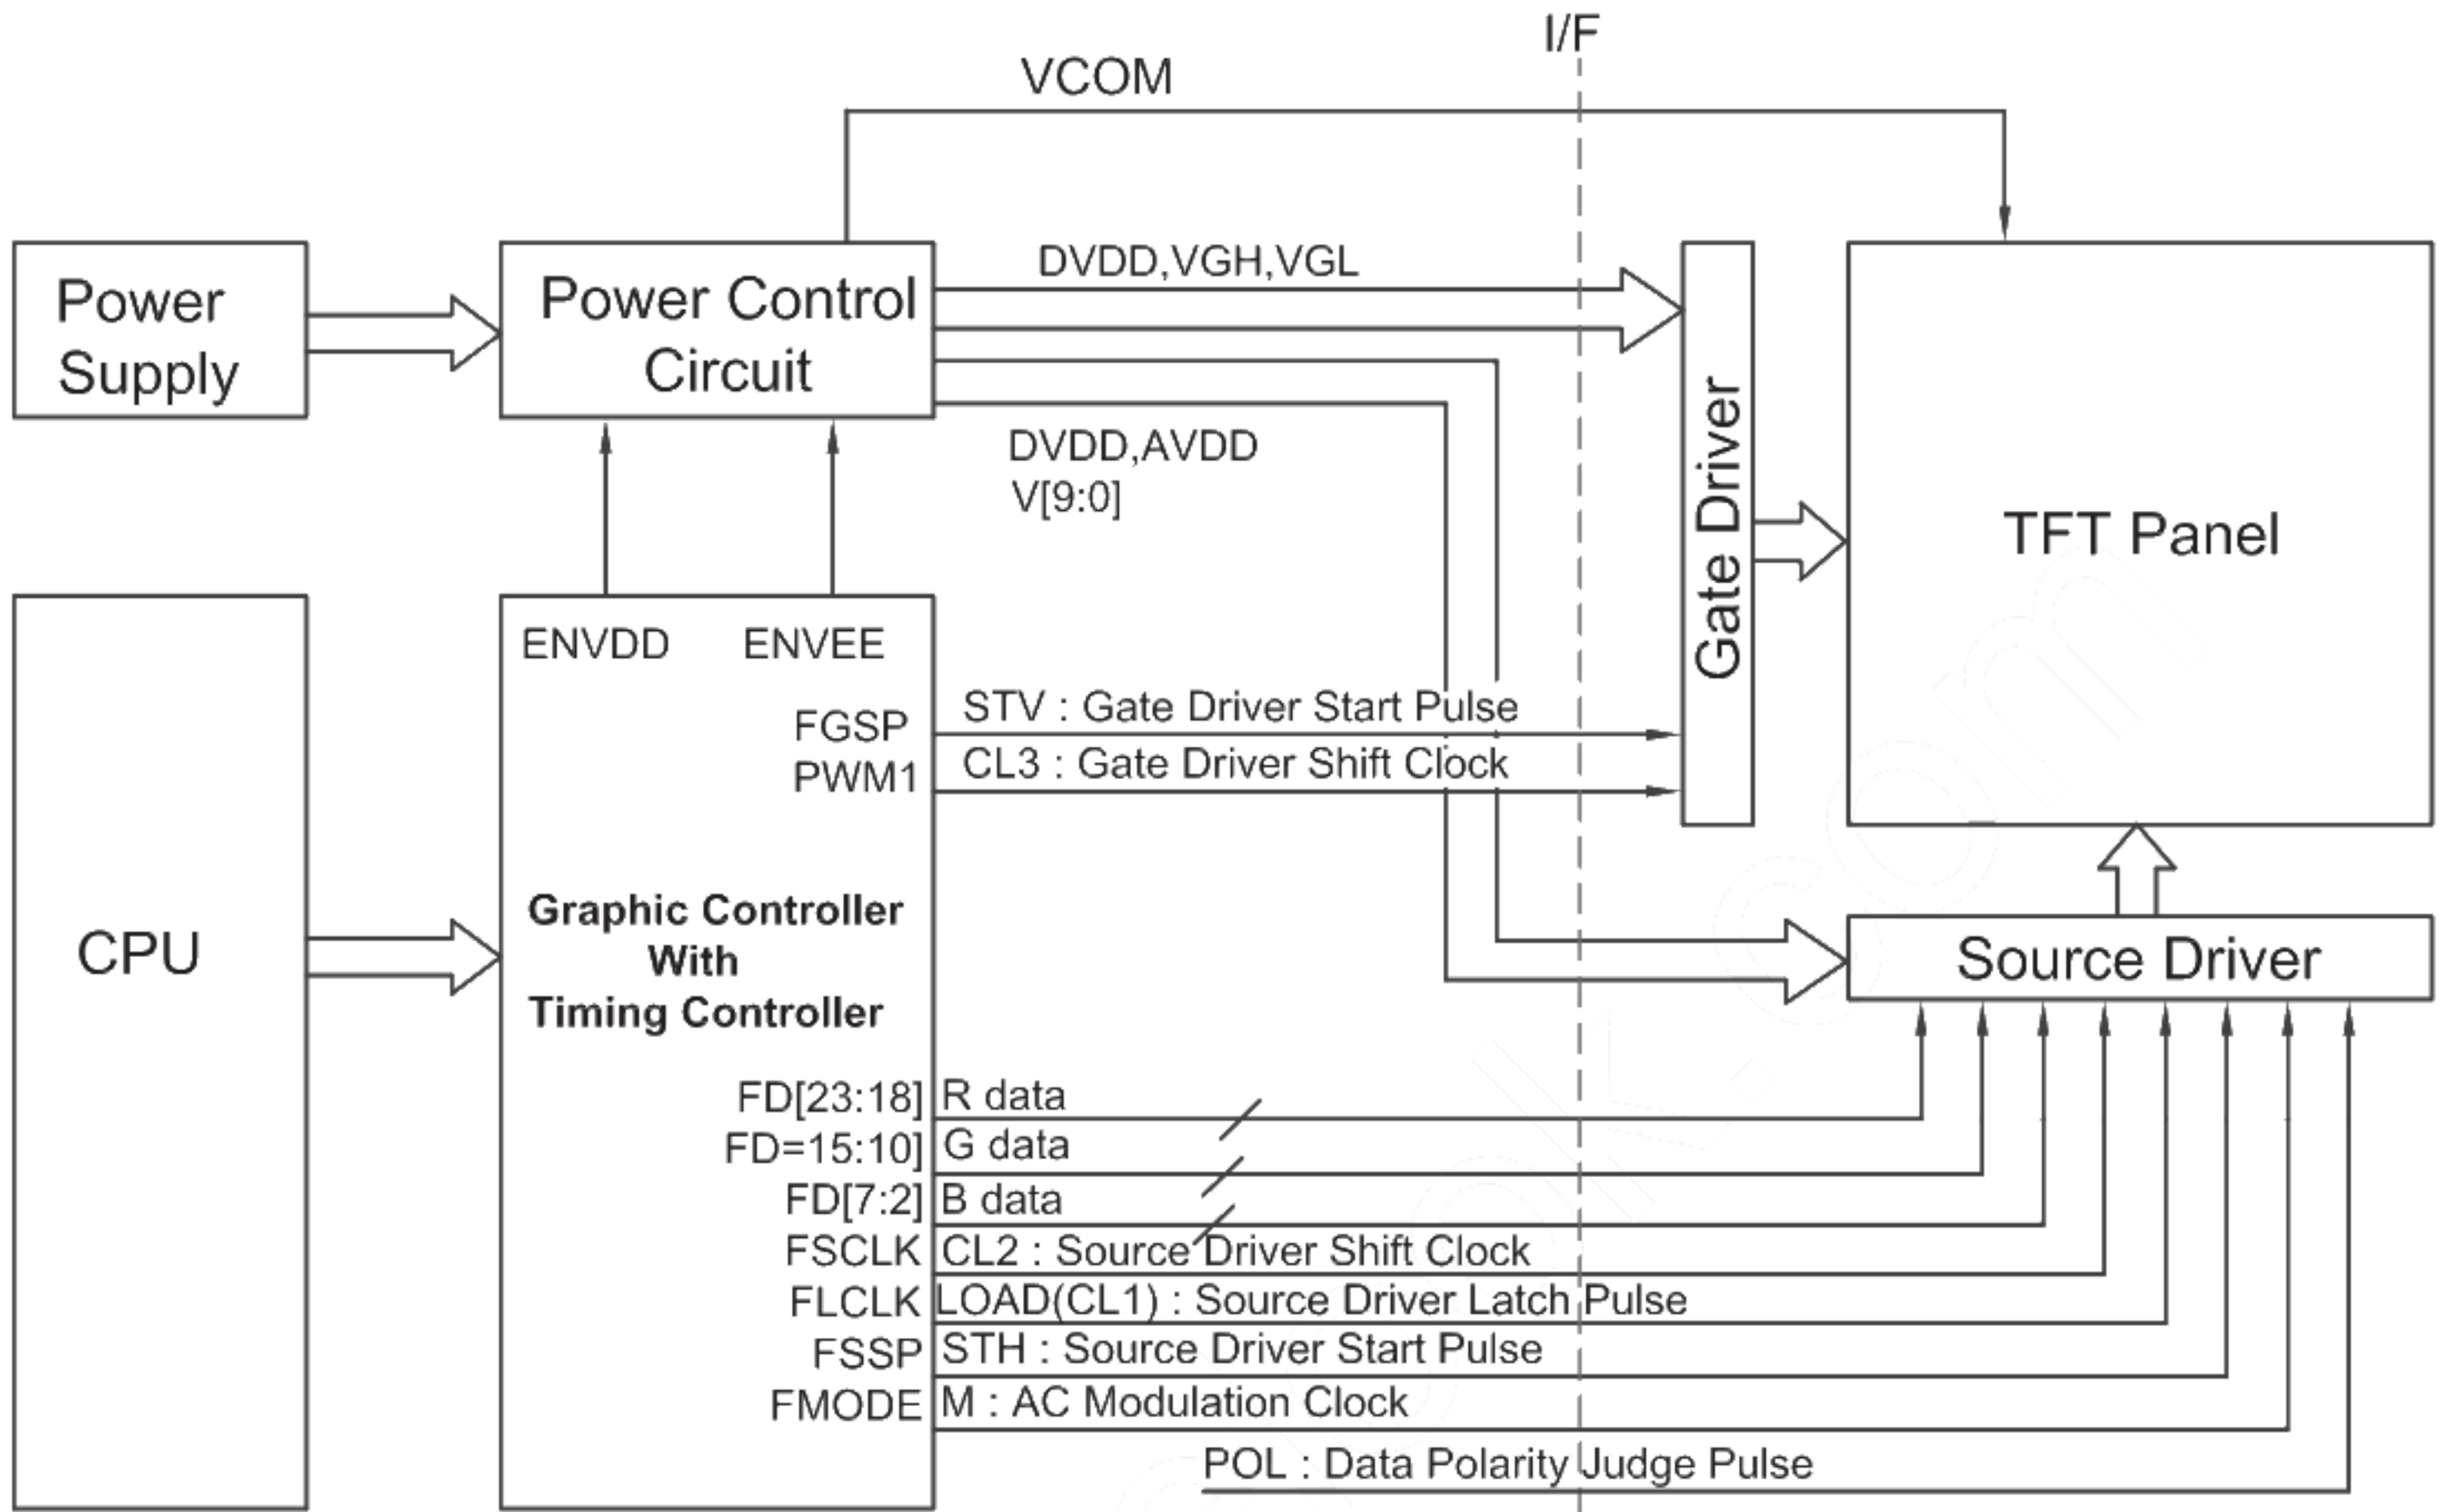 I/F
VCOM
Power
Supply
Power Control
Circuit
DVDD,VGH,VGL
DVDD,AVDD
V[9:0]
Gate Driver
TFT Panel
CPU
ENVDD ENVEE
FGSP STV : Gate Driver Start Pulse
PWM1 CL3 : Gate Driver Shift Clock
Graphic Controller
With
Timing Controller
Source Driver
FD[23:18] R data
FD=15:10] G data
FD[7:2] B data
FSCLK CL2 : Source Driver Shift Clock
FLCLK LOAD(CL1) : Source Driver Latch Pulse
FSSP STH : Source Driver Start Pulse
FMODE M : AC Modulation Clock
POL : Data Polarity Judge Pulse